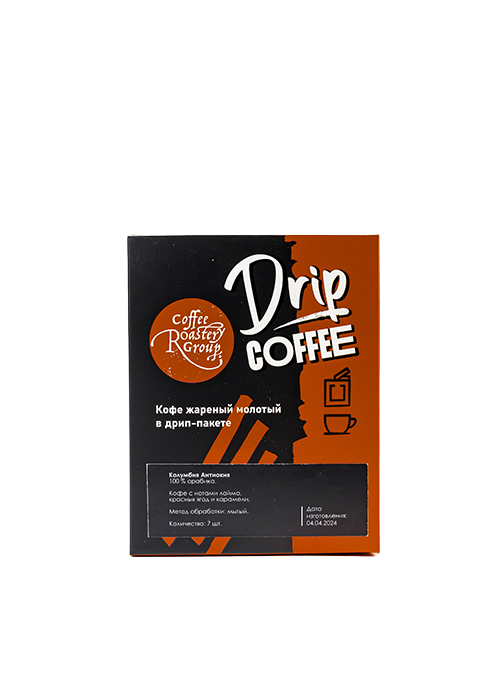 Drip
COFFEE
Coffee
Roastery
Group
Кофе жареный молотый
в дрип-пакете
Колумбия Антиокия
100 % арабика.
Кофе с нотами лайма,
красных ягод и карамели.
Метод обработки: мытый.
Количество: 7 шт.
Дата
изготовления:
04.04.2024